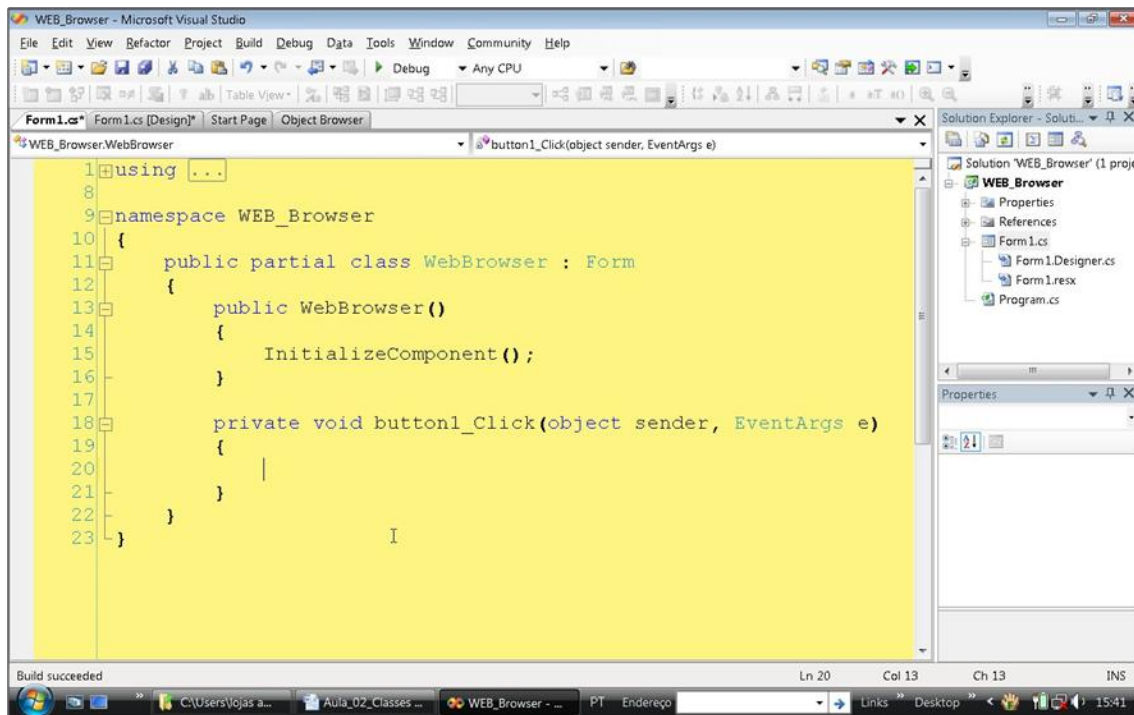 WEB_Browser - Microsoft Visual Studio
File Edit View Refactor Project Build Debug Data Tools Window Community Help
Debug Any CPU
Table View
Form1.cs* Form1.cs [Design]* Start Page Object Browser
Solution Explorer - Soluti...
WEB_Browser.WebBrowser button1_Click(object sender, EventArgs e)
Solution 'WEB_Browser' (1 proje
WEB_Browser
Properties
References
Form1.cs
Form1.Designer.cs
Form1.resx
Program.cs
1 using ...
8
9 namespace WEB_Browser
10 {
11 public partial class WebBrowser : Form
12 {
13 public WebBrowser()
14 {
15 InitializeComponent();
16 }
17
18 private void button1_Click(object sender, EventArgs e)
19 {
20
21 }
22 }
23 }
Properties
Build succeeded Ln 20 Col 13 Ch 13 INS
C:\Users\lojas a... Aula_02_Classes ... WEB_Browser - ... PT Endereço Links Desktop 15:41